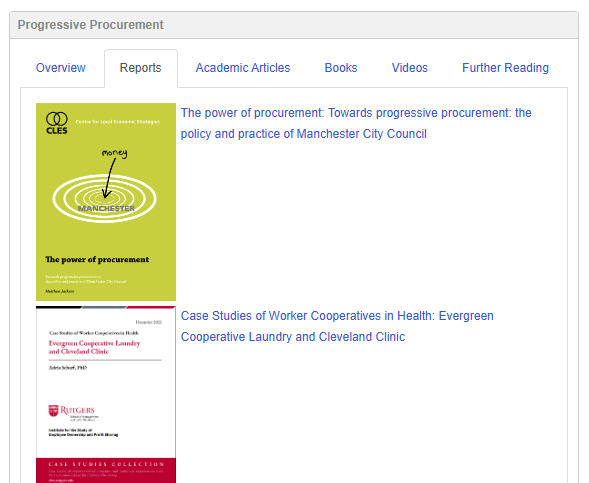 Progressive Procurement
Overview
Reports
Academic Articles
Books
Videos
Further Reading
CLES
Centre for Local Economic Strategies
money
MANCHESTER
The power of procurement
Matthew Jackson
The power of procurement: Towards progressive procurement: the
policy and practice of Manchester City Council
December 2022
Case Studies of Worker Cooperatives in Health
Evergreen Cooperative Laundry
and Cleveland Clinic
Adria Scharf, PhD
RUTGERS
Institute for the Study of
Employee Ownership and Profit Sharing
CASE STUDIES COLLECTION
Case Studies of Worker Cooperatives in Health: Evergreen
Cooperative Laundry and Cleveland Clinic